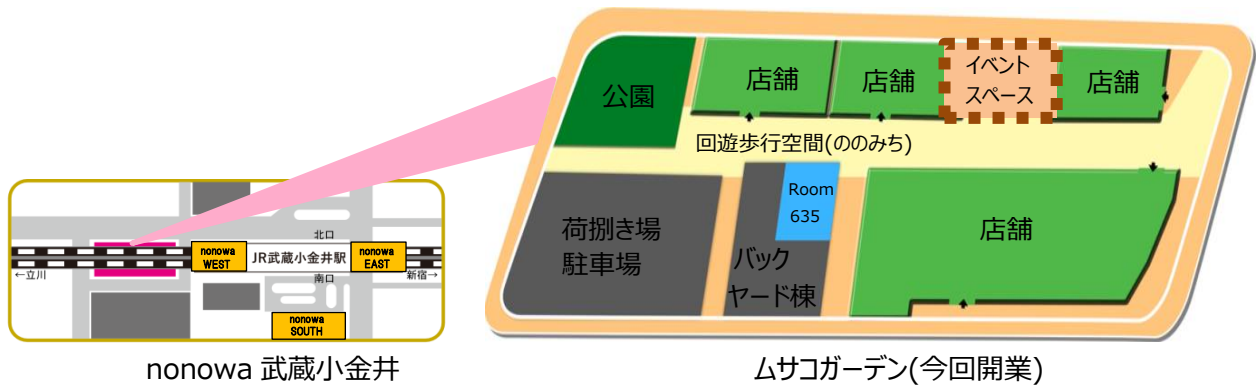 公園
店舗
店舗
イベント
スペース
店舗
回遊歩行空間(ののみち)
Room
635
荷捌き場
駐車場
バック
ヤード棟
店舗
北口
nonowa
WEST
JR武蔵小金井駅
nonowa
EAST
←立川
南口
新宿→
nonowa
SOUTH
nonowa 武蔵小金井
ムサコガーデン(今回開業)